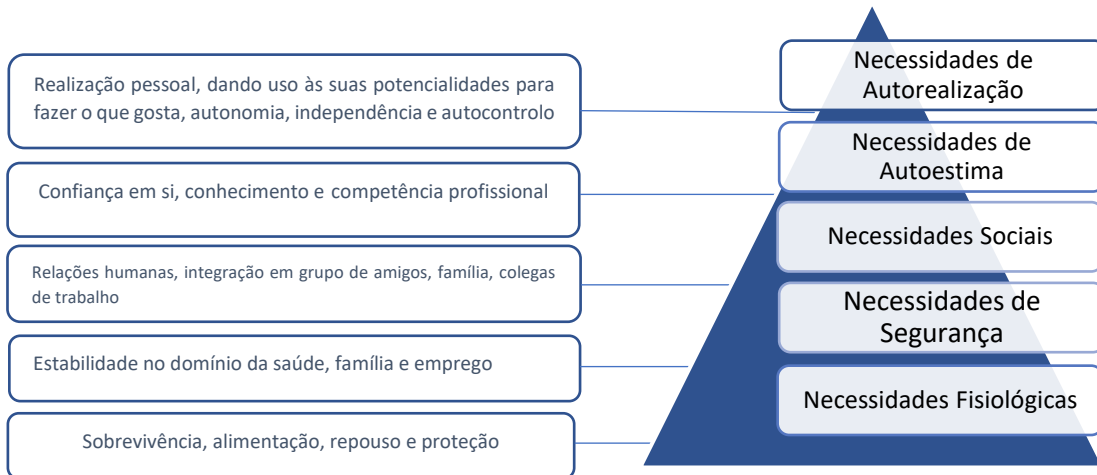 Realização pessoal, dando uso às suas potencialidades para
fazer o que gosta, autonomia, independência e autocontrolo
Necessidades de
Autorealização
Confiança em si, conhecimento e competência profissional
Necessidades de
Autoestima
Relações humanas, integração em grupo de amigos, família, colegas
de trabalho
Necessidades Sociais
Estabilidade no domínio da saúde, família e emprego
Necessidades de
Segurança
Sobrevivência, alimentação, repouso e proteção
Necessidades Fisiológicas